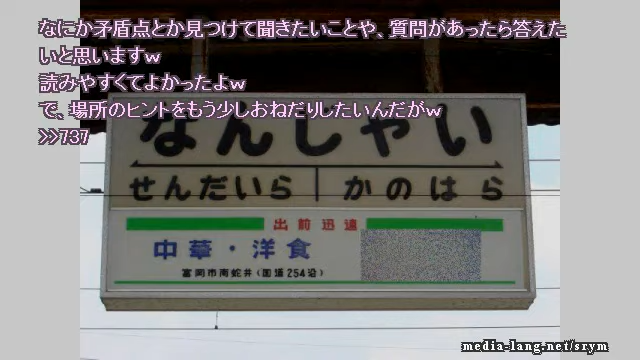 なにか矛盾点とか見つけて聞きたいことや、質問があったら答えた
いと思いますw
読みやすくてよかったよw
で、場所のヒントをもう少しおねだりしたいんだがw
>>737
なんじゃい
せんだいら かのはら
出前迅速
中華・洋食
富岡市南蛇井(国道254沿)
media-lang.net/srym